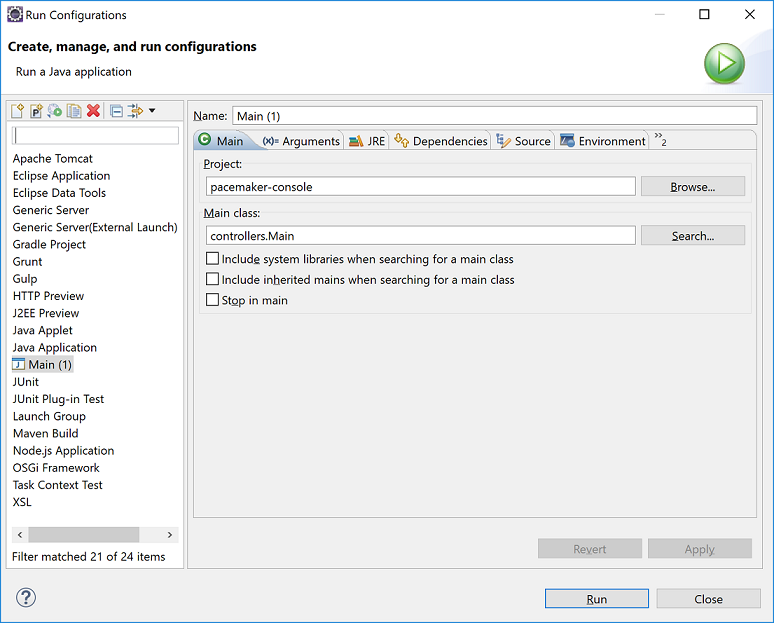 Run Configurations
Create, manage, and run configurations
Run a Java application
Name: Main (1)
Main (x)= Arguments JRE Dependencies Source Environment »2
Apache Tomcat
Eclipse Application
Eclipse Data Tools
Generic Server
Generic Server(External Launch)
Gradle Project
Grunt
Gulp
HTTP Preview
J2EE Preview
Java Applet
Java Application
Main (1)
JUnit
JUnit Plug-in Test
Launch Group
Maven Build
Node.js Application
OSGi Framework
Task Context Test
XSL
Filter matched 21 of 24 items
Project:
pacemaker-console Browse...
Main class:
controllers.Main Search...
Include system libraries when searching for a main class
Include inherited mains when searching for a main class
Stop in main
Revert Apply
Run Close